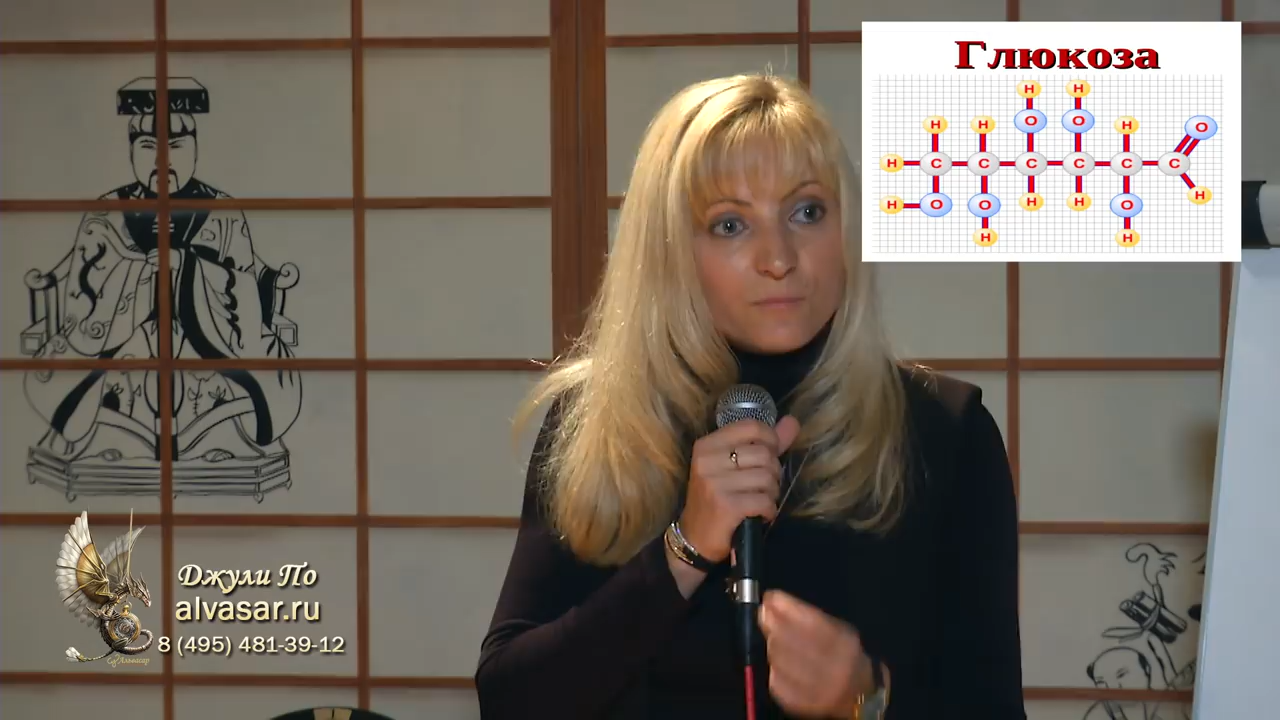 Глюкоза
H H
H H O O H O
H C C C C C C
H O O H H O H
H H
Джули По
alvasar.ru
8 (495) 481-39-12